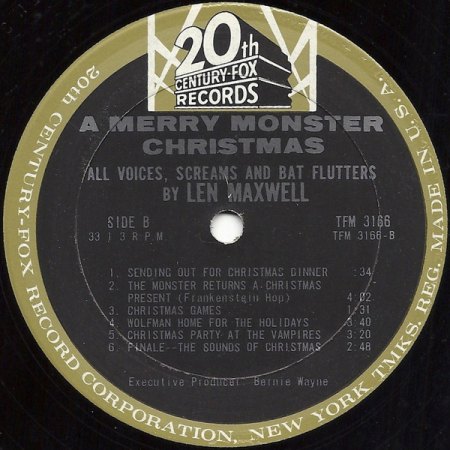 20th
CENTURY-FOX
RECORDS
A MERRY MONSTER
CHRISTMAS
ALL VOICES, SCREAMS AND BAT FLUTTERS
BY LEN MAXWELL
SIDE B TFM 3166
33 1 3 R.P.M. TFM 3166-B
1. SENDING OUT FOR CHRISTMAS DINNER :34
2. THE MONSTER RETURNS A CHRISTMAS
PRESENT (Frankenstein Hop) 4:02
3. CHRISTMAS GAMES 1:31
4. WOLFMAN HOME FOR THE HOLIDAYS 3:40
5. CHRISTMAS PARTY AT THE VAMPIRES 3:20
6. FINALE--THE SOUNDS OF CHRISTMAS 2:48
Executive Producer: Bernie Wayne
20th CENTURY-FOX RECORD CORPORATION, NEW YORK TMKS. REG. MADE IN U.S.A.